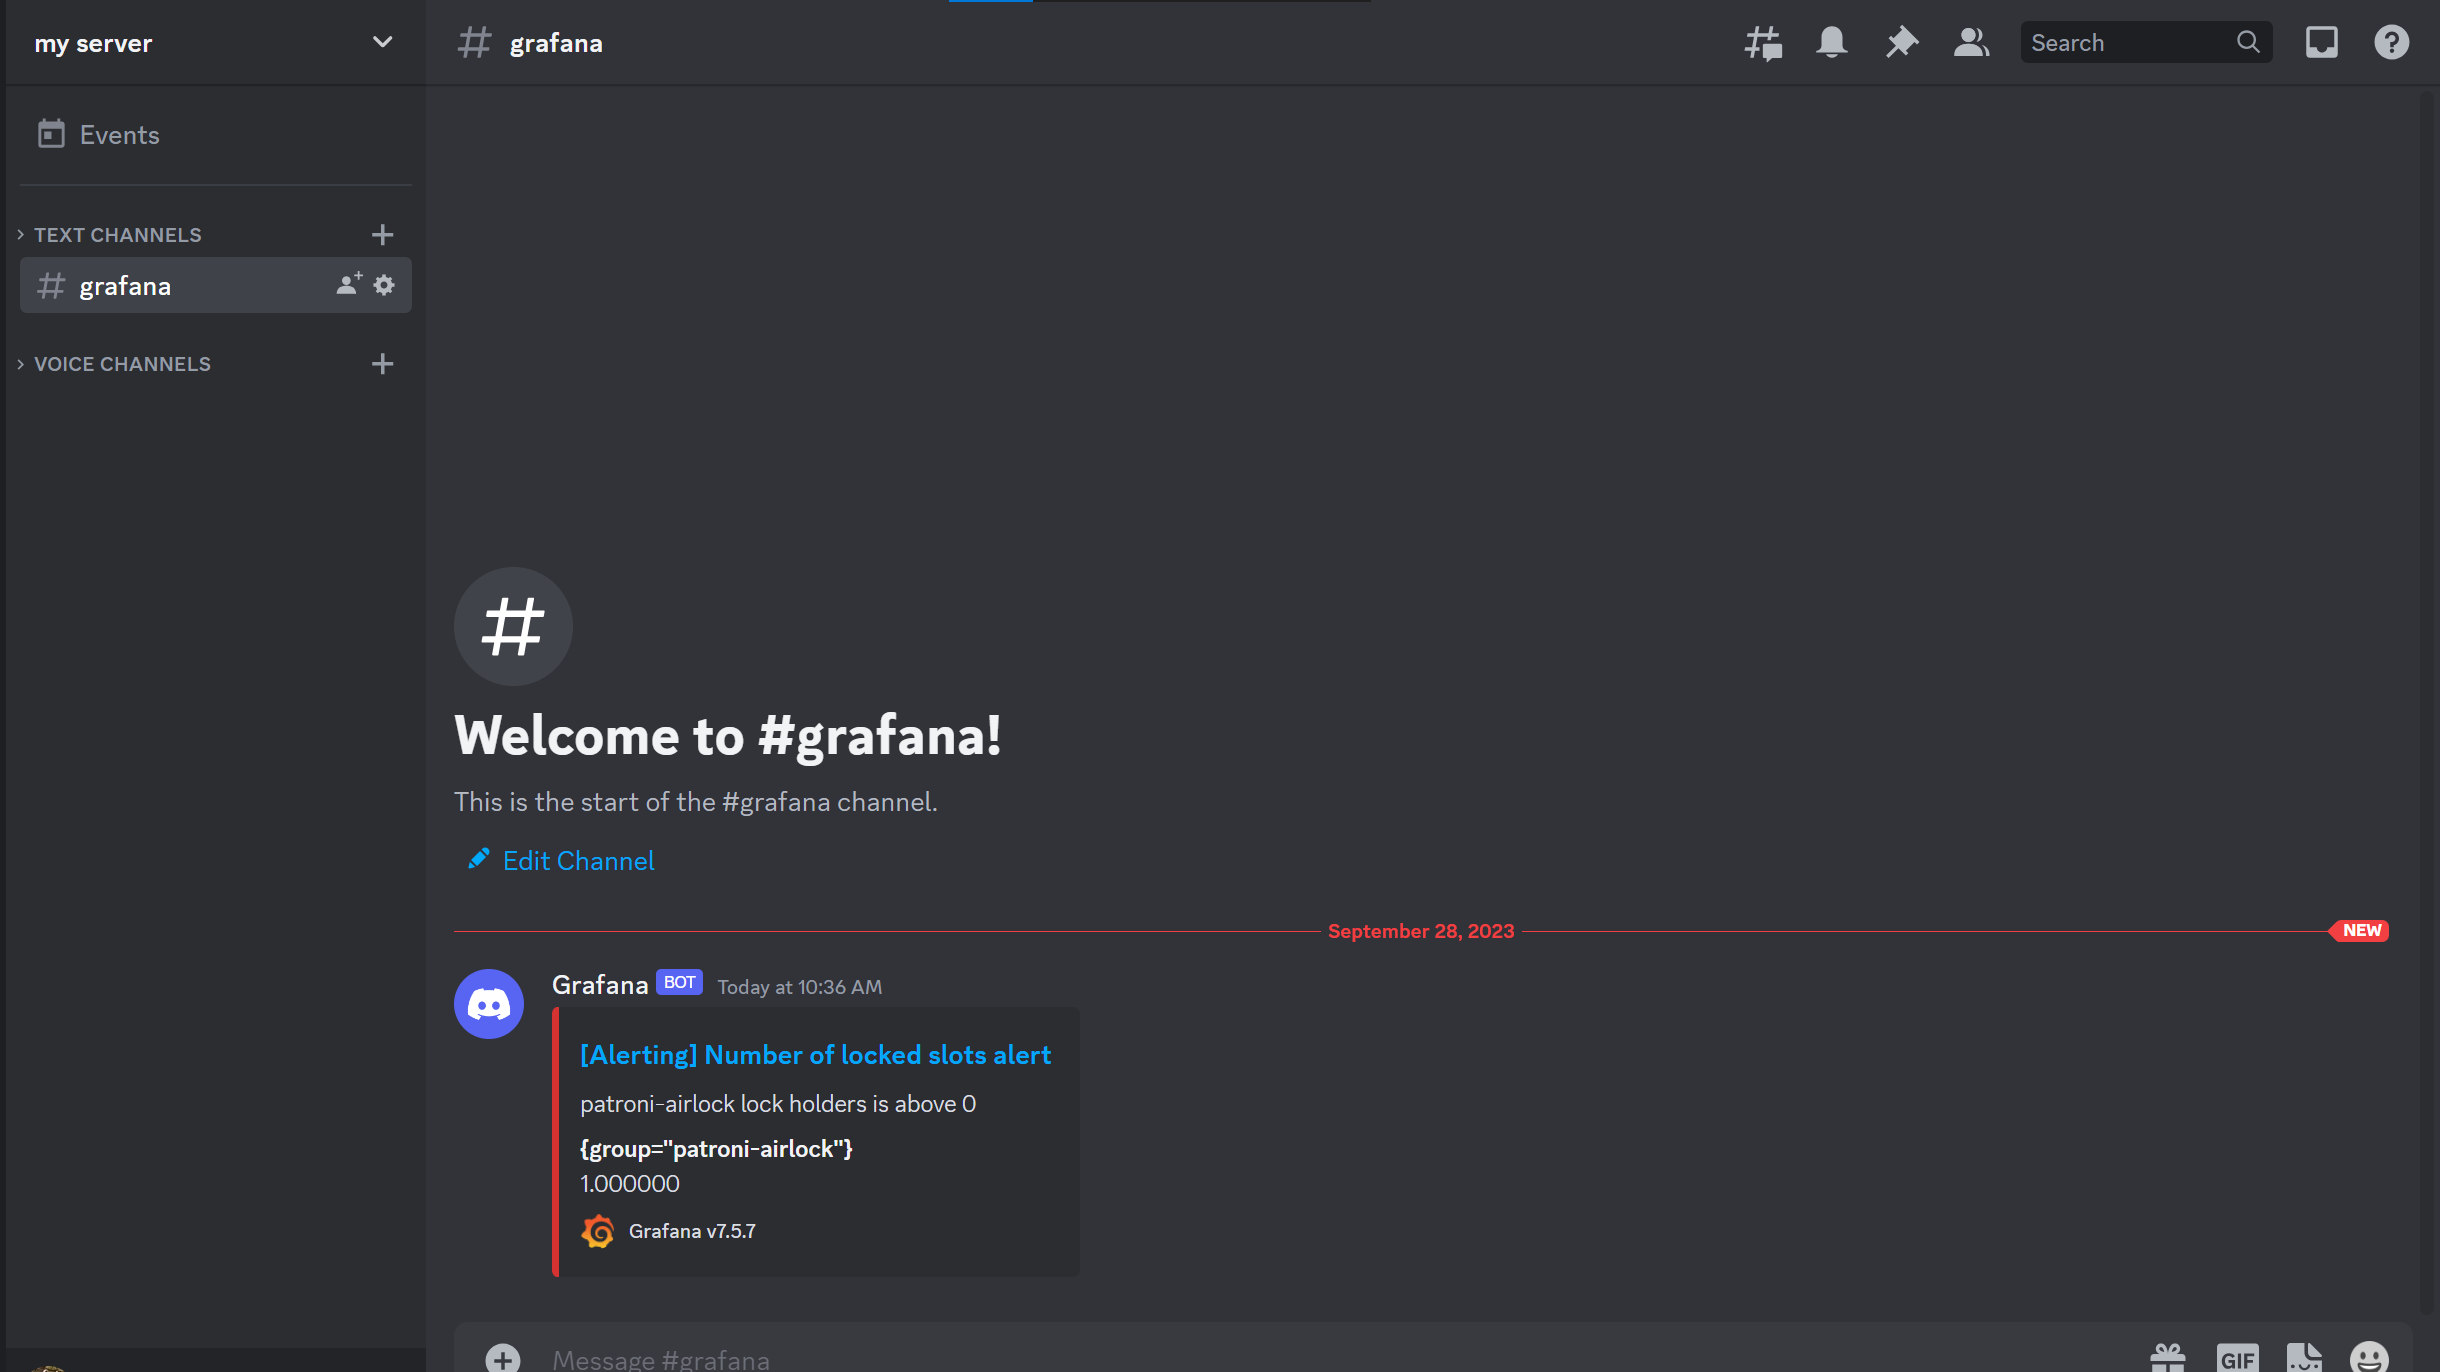 my server
Events
TEXT CHANNELS
grafana
VOICE CHANNELS
grafana
Search
Welcome to #grafana!
This is the start of the #grafana channel.
Edit Channel
September 28, 2023
NEW
Grafana BOT Today at 10:36 AM
[Alerting] Number of locked slots alert
patroni-airlock lock holders is above 0
{group="patroni-airlock"}
1.000000
Grafana v7.5.7
Message #grafana
GIF